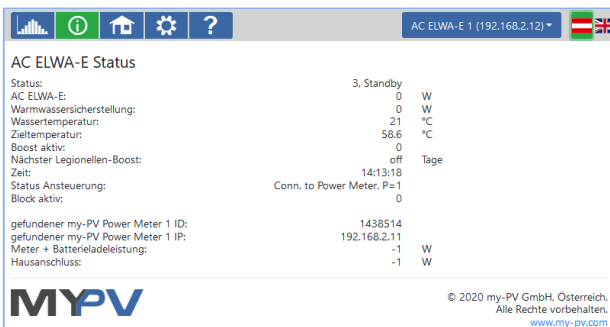 ?
AC ELWA-E 1 (192.168.2.12)
AC ELWA-E Status
Status: 3, Standby
AC ELWA-E: 0 W
Warmwassersicherstellung: 0 W
Wassertemperatur: 21 °C
Zieltemperatur: 58.6 °C
Boost aktiv: 0
Nächster Legionellen-Boost: off Tage
Zeit: 14:13:18
Status Ansteuerung: Conn. to Power Meter. P=1
Block aktiv: 0
gefundener my-PV Power Meter 1 ID: 1438514
gefundener my-PV Power Meter 1 IP: 192.168.2.11
Meter + Batterieladeleistung: -1 W
Hausanschluss: -1 W
MYPV
© 2020 my-PV GmbH, Österreich.
Alle Rechte vorbehalten.
www.my-pv.com